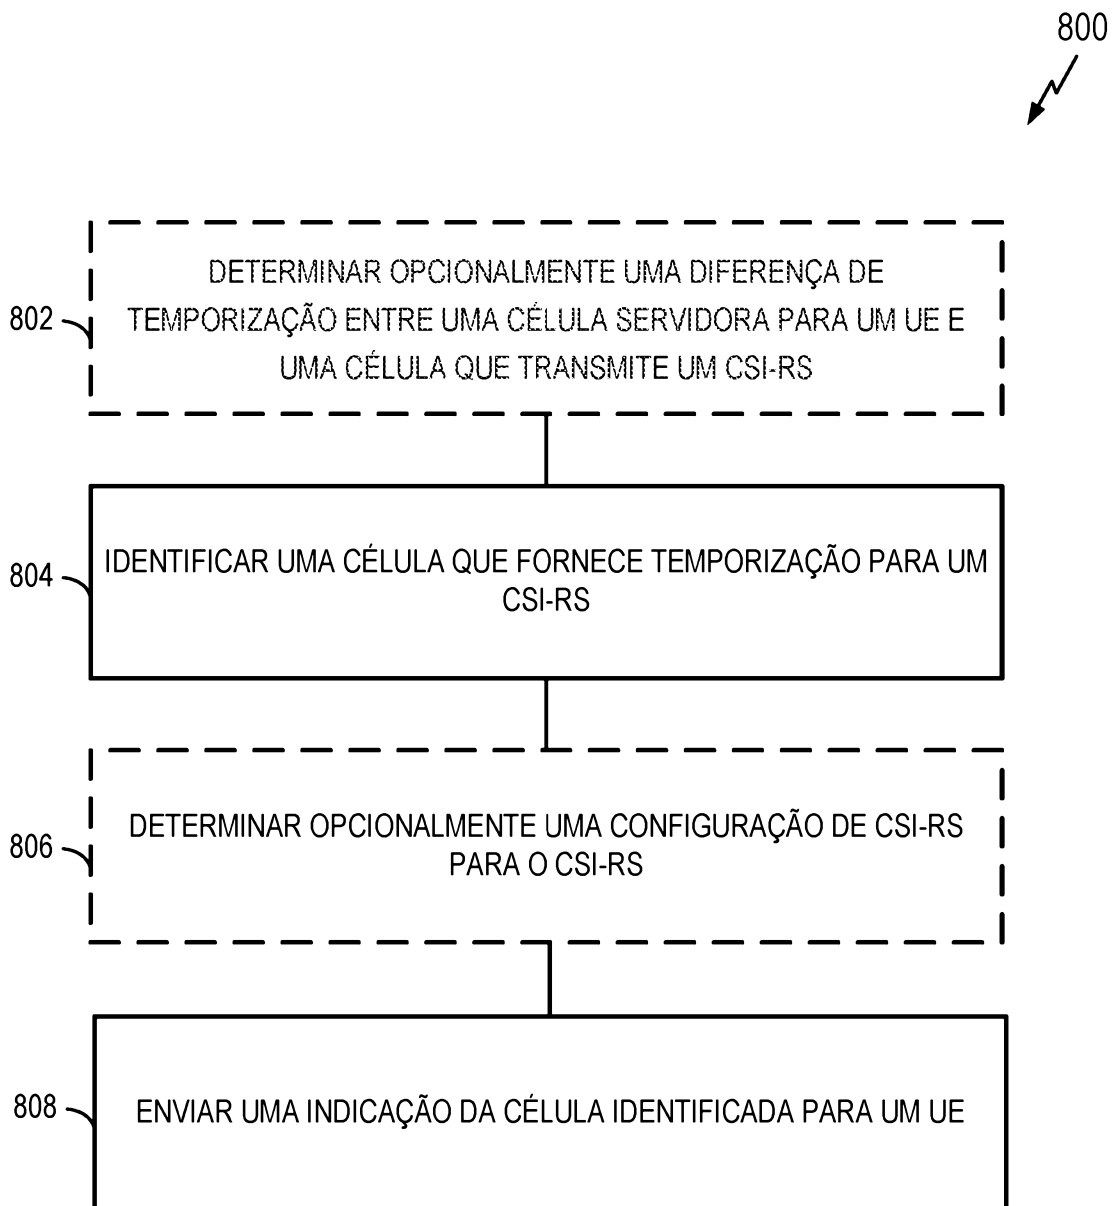 800
DETERMINAR OPCIONALMENTE UMA DIFERENÇA DE
TEMPORIZAÇÃO ENTRE UMA CÉLULA SERVIDORA PARA UM UE E
UMA CÉLULA QUE TRANSMITE UM CSI-RS
802
IDENTIFICAR UMA CÉLULA QUE FORNECE TEMPORIZAÇÃO PARA UM
CSI-RS
804
DETERMINAR OPCIONALMENTE UMA CONFIGURAÇÃO DE CSI-RS
PARA O CSI-RS
806
ENVIAR UMA INDICAÇÃO DA CÉLULA IDENTIFICADA PARA UM UE
808